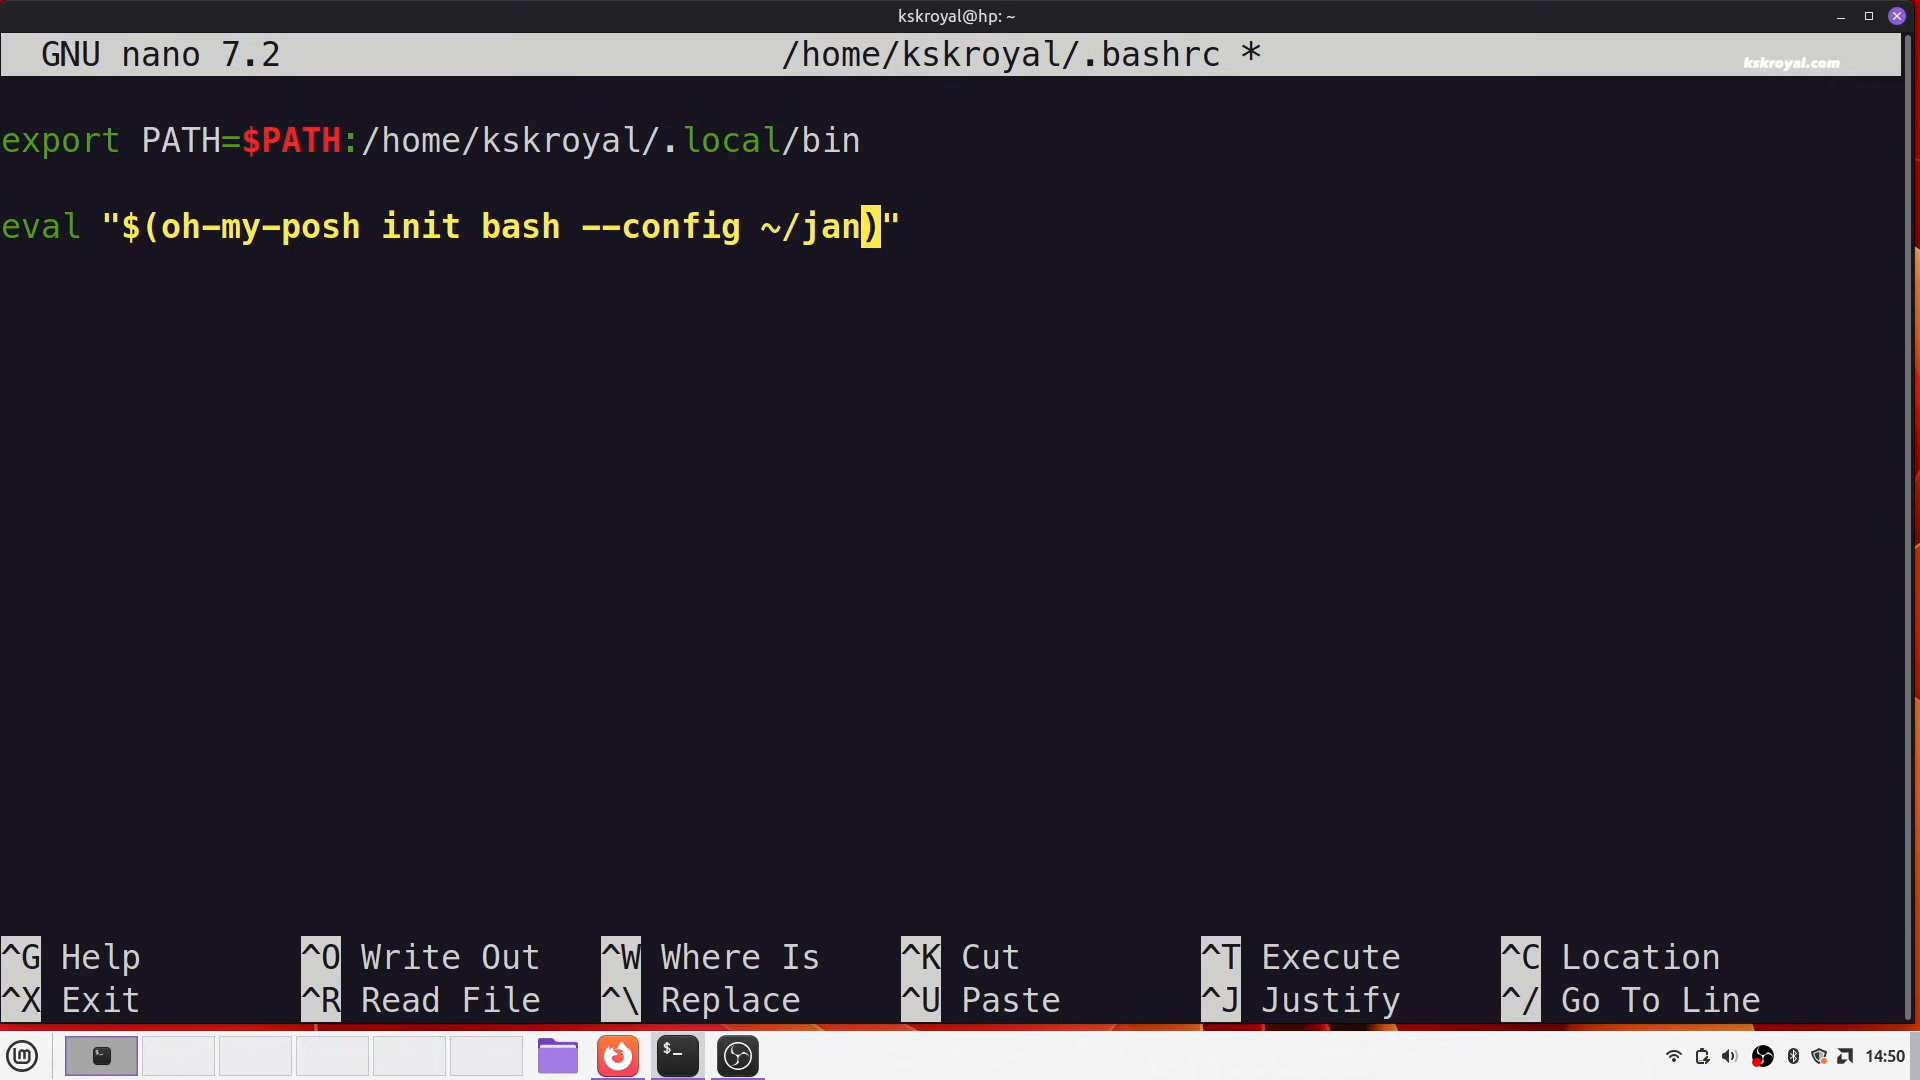 kskroyal@hp: ~
GNU nano 7.2 /home/kskroyal/.bashrc *
kskroyal.com
export PATH=$PATH:/home/kskroyal/.local/bin
eval "$(oh-my-posh init bash --config ~/jan)"
^G Help ^O Write Out ^W Where Is ^K Cut ^T Execute ^C Location
^X Exit ^R Read File ^\ Replace ^U Paste ^J Justify ^/ Go To Line
$_ 
14:50